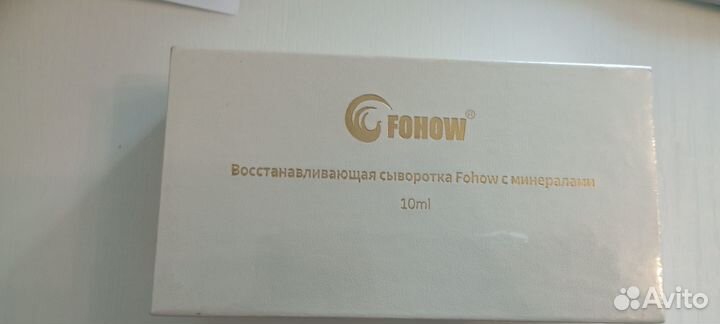 FOHOW®
Восстанавливающая сыворотка Fohow с минералами
10ml
Avito